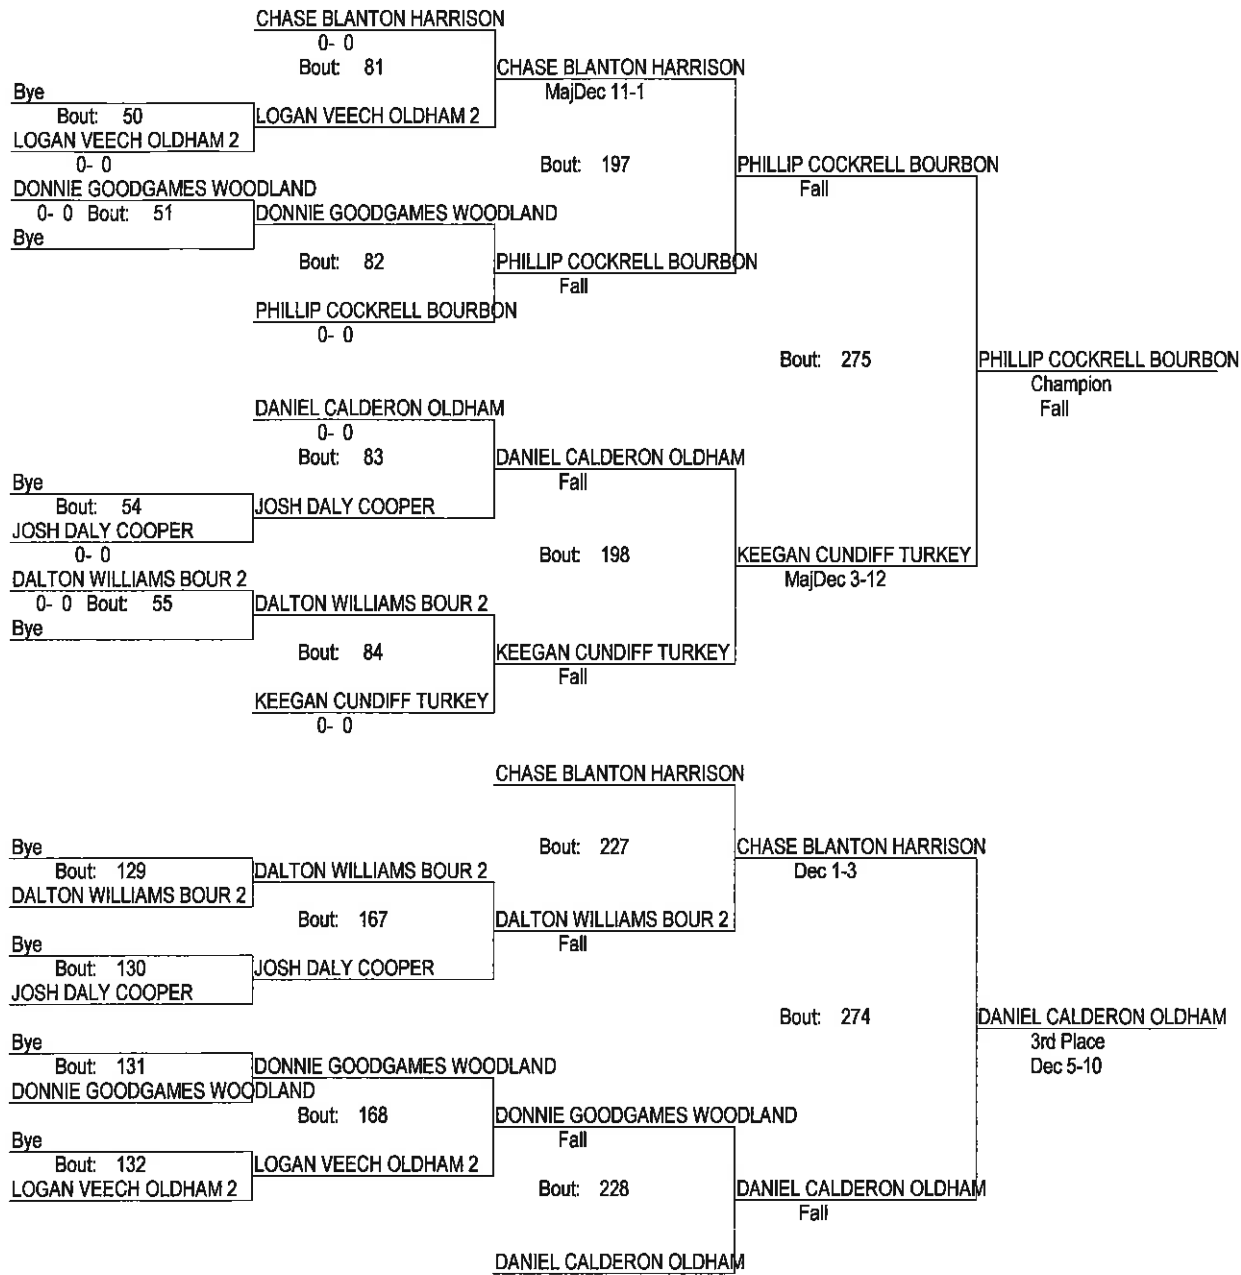 CHASE BLANTON HARRISON
0- 0
Bout: 81
CHASE BLANTON HARRISON
MajDec 11-1
Bye
Bout: 50
LOGAN VEECH OLDHAM 2
LOGAN VEECH OLDHAM 2
0- 0
Bout: 197
PHILLIP COCKRELL BOURBON
Fall
DONNIE GOODGAMES WOODLAND
0- 0 Bout: 51
DONNIE GOODGAMES WOODLAND
Bye
Bout: 82
PHILLIP COCKRELL BOURBON
Fall
PHILLIP COCKRELL BOURBON
0- 0
Bout: 275
PHILLIP COCKRELL BOURBON
Champion
Fall
DANIEL CALDERON OLDHAM
0- 0
Bout: 83
DANIEL CALDERON OLDHAM
Fall
Bye
Bout: 54
JOSH DALY COOPER
JOSH DALY COOPER
0- 0
Bout: 198
KEEGAN CUNDIFF TURKEY
MajDec 3-12
DALTON WILLIAMS BOUR 2
0- 0 Bout: 55
DALTON WILLIAMS BOUR 2
Bye
Bout: 84
KEEGAN CUNDIFF TURKEY
Fall
KEEGAN CUNDIFF TURKEY
0- 0
CHASE BLANTON HARRISON
Bout: 227
CHASE BLANTON HARRISON
Dec 1-3
Bye
Bout: 129
DALTON WILLIAMS BOUR 2
DALTON WILLIAMS BOUR 2
Bout: 167
DALTON WILLIAMS BOUR 2
Fall
Bye
Bout: 130
JOSH DALY COOPER
JOSH DALY COOPER
Bout: 274
DANIEL CALDERON OLDHAM
3rd Place
Dec 5-10
Bye
Bout: 131
DONNIE GOODGAMES WOODLAND
DONNIE GOODGAMES WOODLAND
Bout: 168
DONNIE GOODGAMES WOODLAND
Fall
Bye
Bout: 132
LOGAN VEECH OLDHAM 2
LOGAN VEECH OLDHAM 2
Bout: 228
DANIEL CALDERON OLDHAM
Fall
DANIEL CALDERON OLDHAM